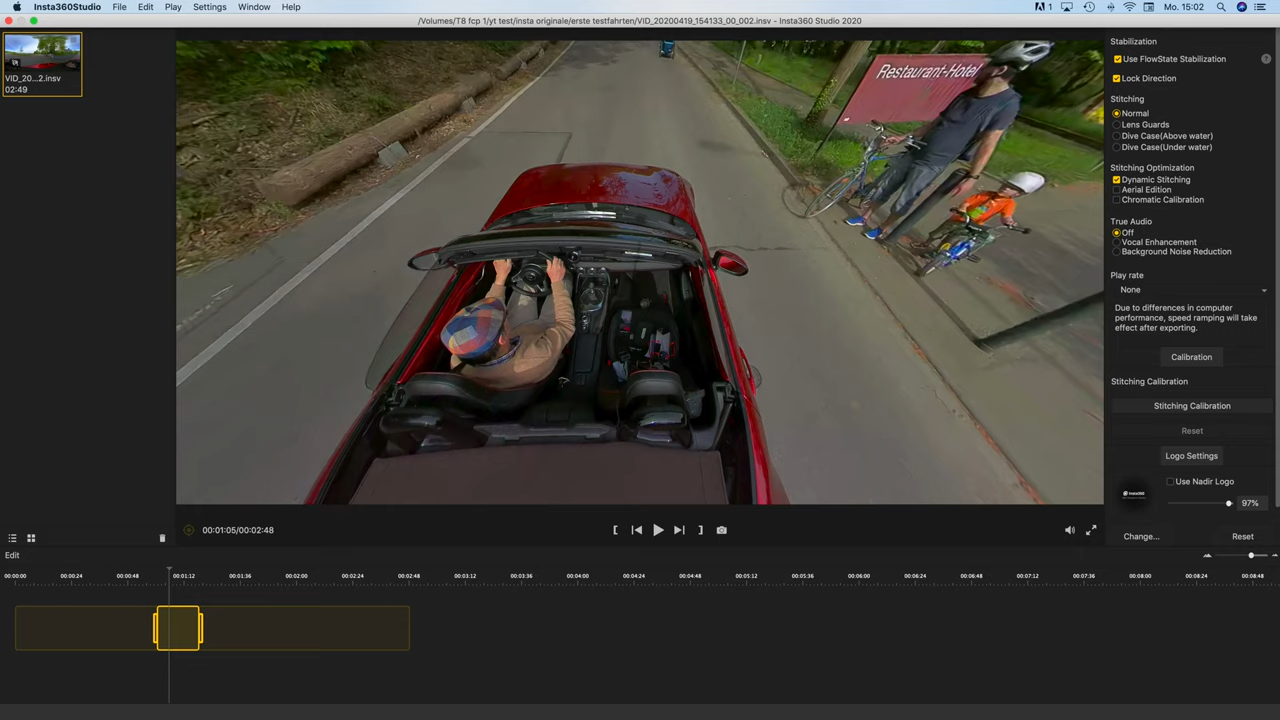 Insta360Studio File Edit Play Settings Window Help
1
Mo. 15:02
/Volumes/T8 fcp 1/yt test/insta originale/erste testfahrten/VID_20200419_154133_00_002.insv - Insta360 Studio 2020
VID_20...2.insv
02:49
Restaurant-Hotel
Stabilization
Use FlowState Stabilization
?
Lock Direction
Stitching
Normal
Lens Guards
Dive Case(Above water)
Dive Case(Under water)
Stitching Optimization
Dynamic Stitching
Aerial Edition
Chromatic Calibration
True Audio
Off
Vocal Enhancement
Background Noise Reduction
Play rate
None
Due to differences in computer
performance, speed ramping will take
effect after exporting.
Calibration
Stitching Calibration
Stitching Calibration
Reset
Logo Settings
Use Nadir Logo
Insta360
97%
Change...
Reset
00:01:05/00:02:48
Edit
00:00:00 00:00:24 00:00:48 00:01:12 00:01:36 00:02:00 00:02:24 00:02:48 00:03:12 00:03:36 00:04:00 00:04:24 00:04:48 00:05:12 00:05:36 00:06:00 00:06:24 00:06:48 00:07:12 00:07:36 00:08:00 00:08:24 00:08:48